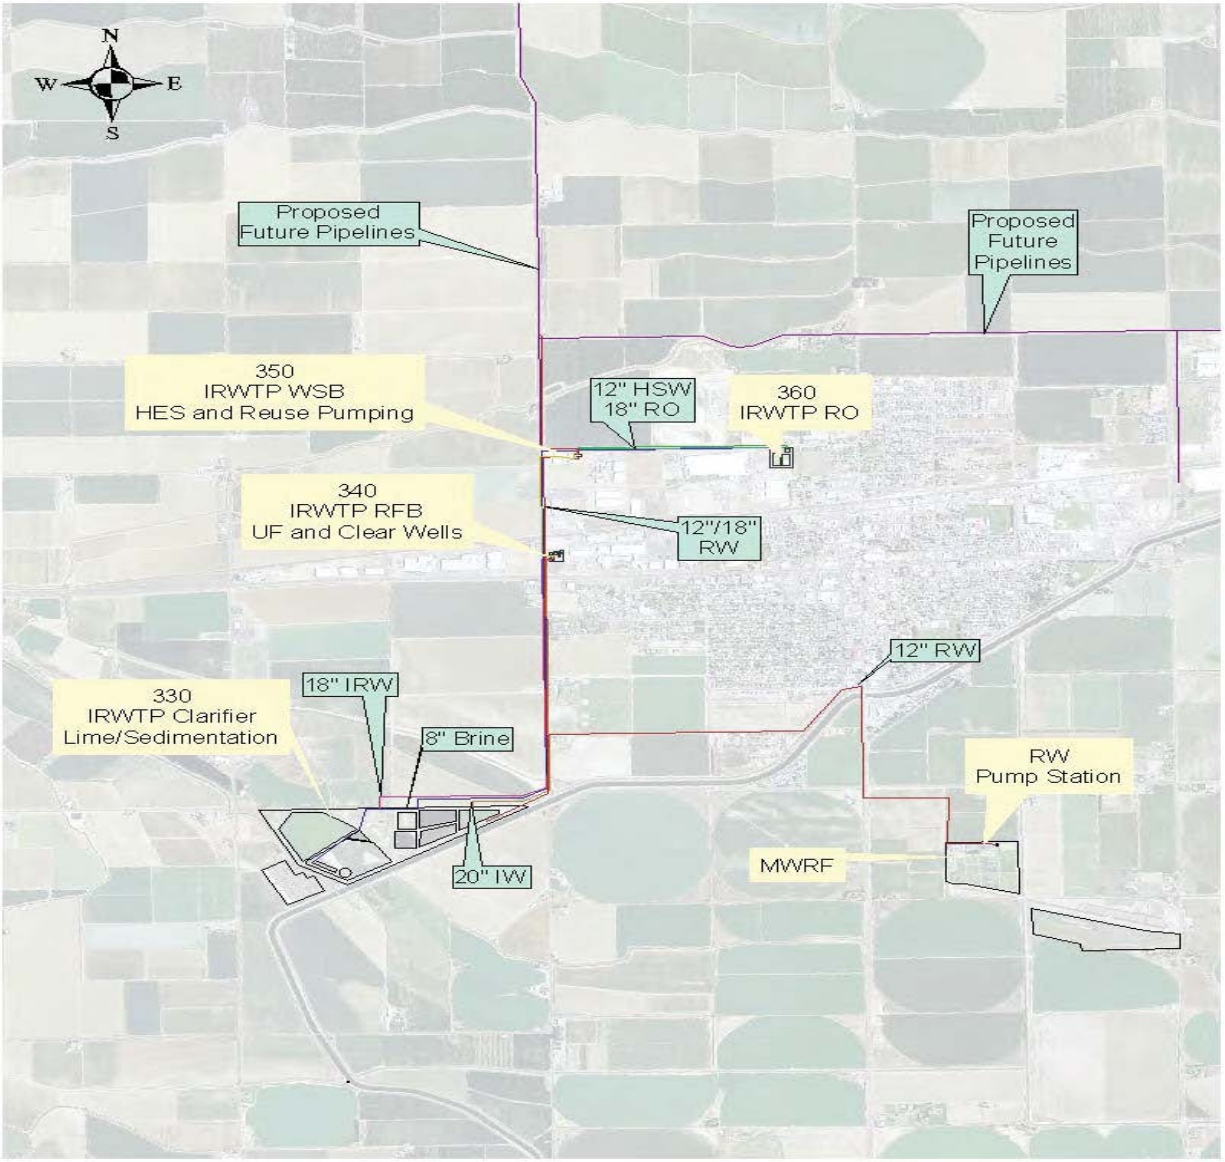 N
W E
S
Proposed
Future Pipelines
Proposed
Future
Pipelines
350
IRWTP WSB
HES and Reuse Pumping
12" HSW
18" RO
360
IRWTP RO
340
IRWTP RFB
UF and Clear Wells
12"/18"
RW
12" RW
330
IRWTP Clarifier
Lime/Sedimentation
18" IRW
8" Brine
RW
Pump Station
20" IW
MWRF